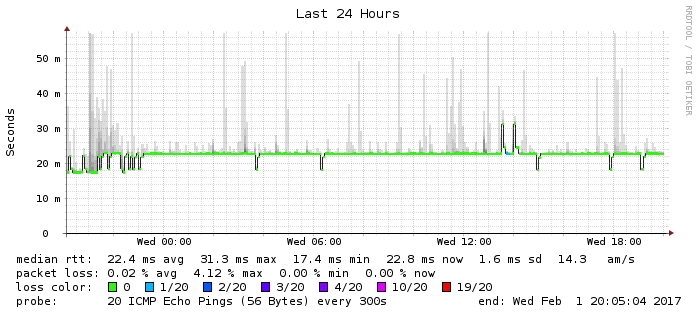 Last 24 Hours
RRDTOOL / TOBI OETIKER
Seconds
50 m
40 m
30 m
20 m
10 m
0
Wed 00:00 Wed 06:00 Wed 12:00 Wed 18:00
median rtt: 22.4 ms avg 31.3 ms max 17.4 ms min 22.8 ms now 1.6 ms sd 14.3 am/s
packet loss: 0.02 % avg 4.12 % max 0.00 % min 0.00 % now
loss color: 0 1/20 2/20 3/20 4/20 10/20 19/20
probe: 20 ICMP Echo Pings (56 Bytes) every 300s end: Wed Feb 1 20:05:04 2017